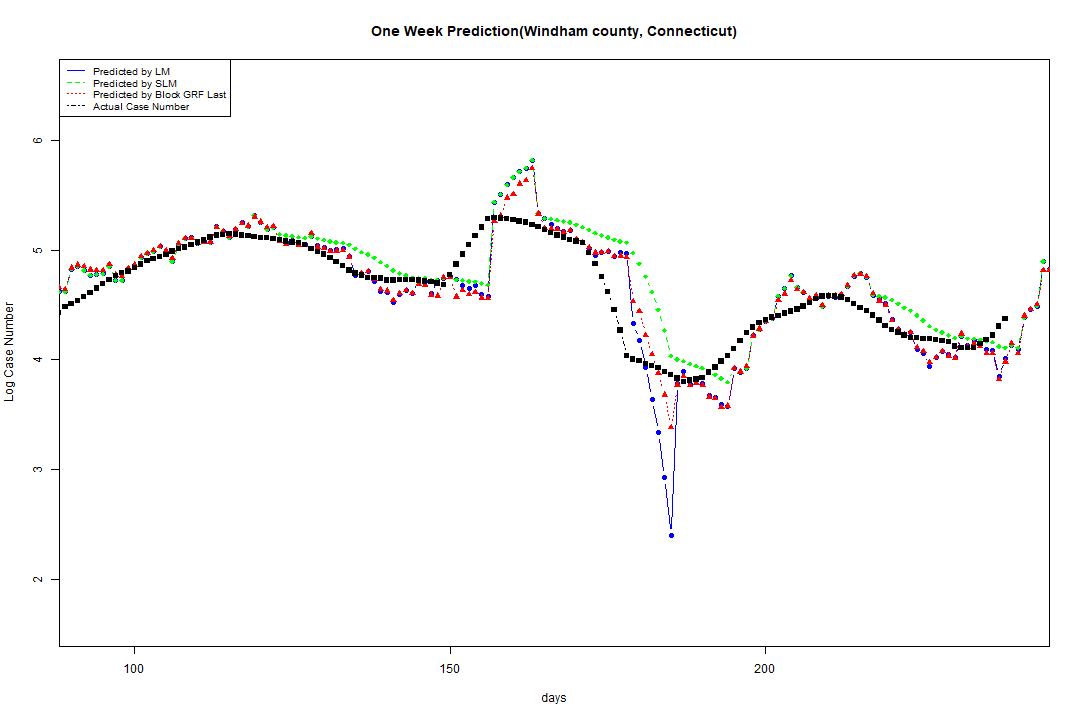 One Week Prediction(Windham county, Connecticut)
Predicted by LM
Predicted by SLM
Predicted by Block GRF Last
Actual Case Number
6
5
4
3
2
Log Case Number
100 150 200
days